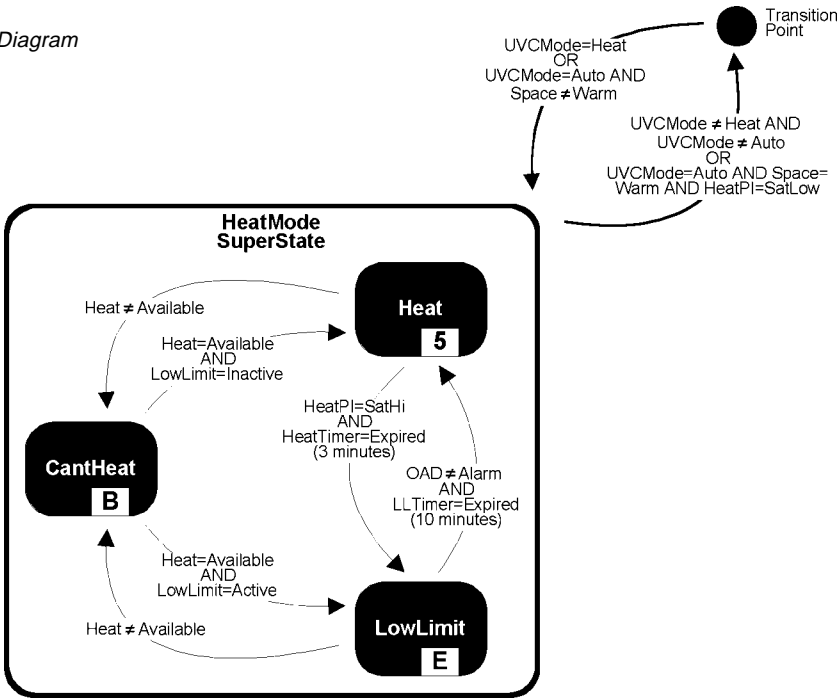 Diagram
Transition
Point
UVCMode=Heat
OR
UVCMode=Auto AND
Space ≠ Warm
UVCMode ≠ Heat AND
UVCMode ≠ Auto
OR
UVCMode=Auto AND Space=
Warm AND HeatPI=SatLow
HeatMode
SuperState
Heat
5
Heat ≠ Available
Heat=Available
AND
LowLimit=Inactive
HeatPI=SatHi
AND
HeatTimer=Expired
(3 minutes)
OAD ≠ Alarm
AND
LLTimer=Expired
(10 minutes)
CantHeat
B
Heat=Available
AND
LowLimit=Active
Heat ≠ Available
LowLimit
E